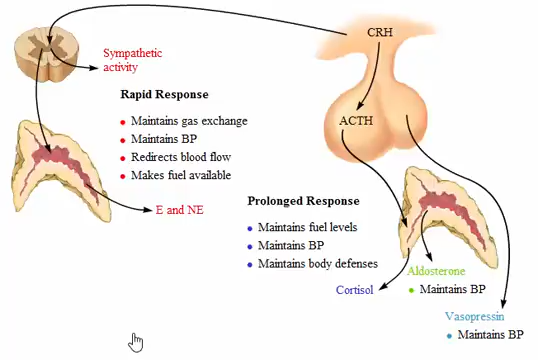 CRH
Sympathetic
activity
Rapid Response
Maintains gas exchange
Maintains BP
Redirects blood flow
Makes fuel available
ACTH
E and NE
Prolonged Response
Maintains fuel levels
Maintains BP
Maintains body defenses
Cortisol
Aldosterone
Maintains BP
Vasopressin
Maintains BP